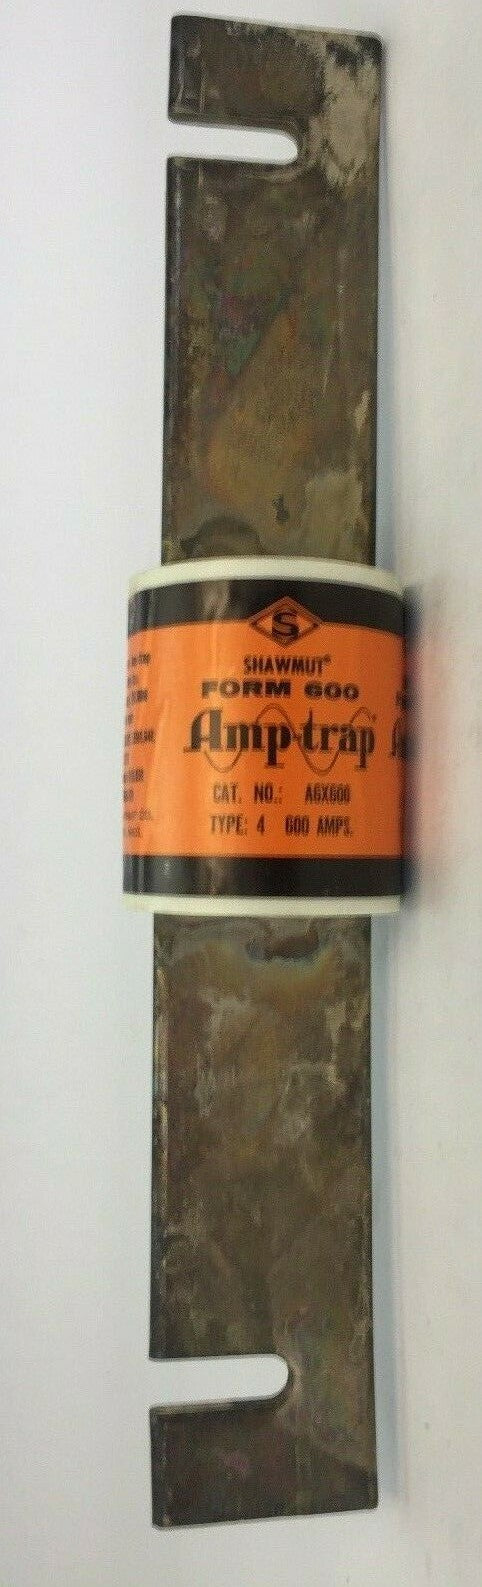 S
SHAWMUT®
FORM 600
Amp-trap®
CAT. NO.: A6X600
TYPE: 4 600 AMPS.